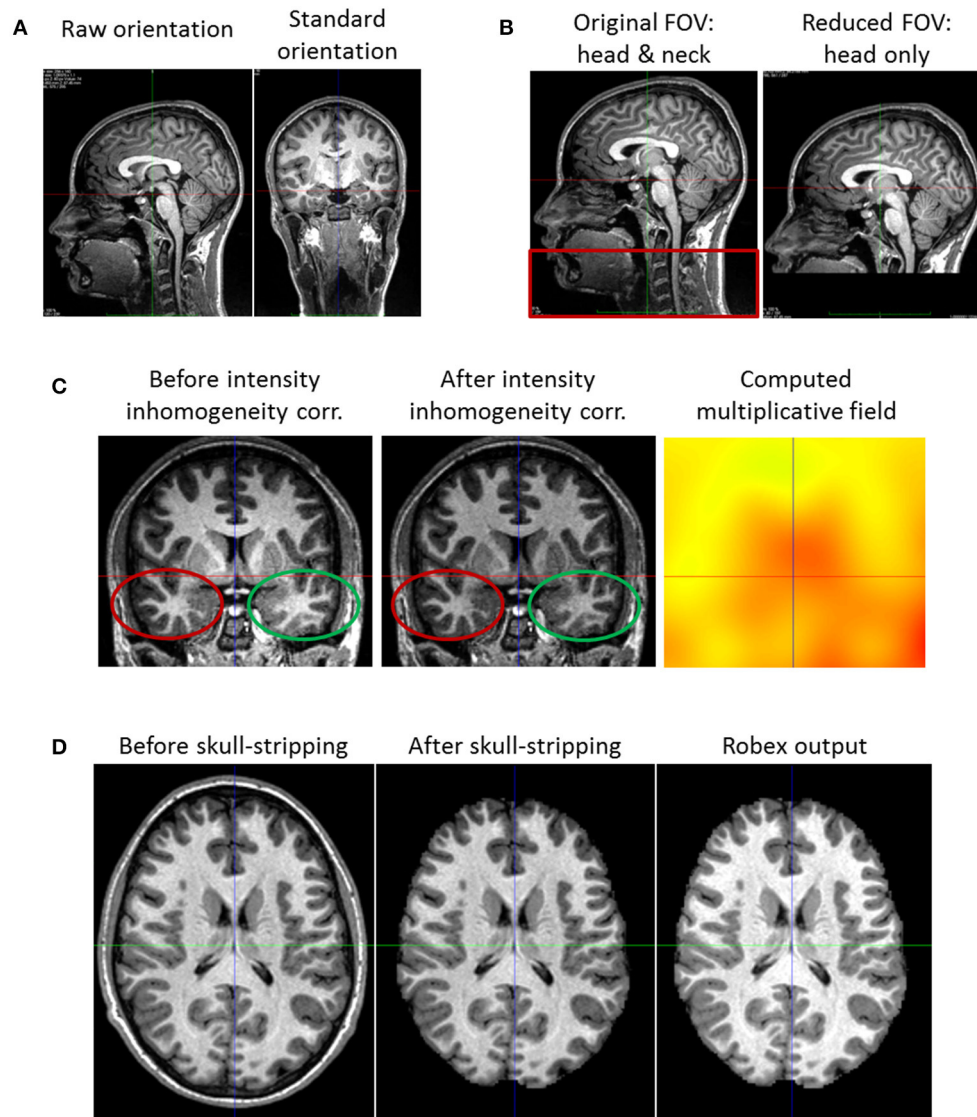 A
Raw orientation
Standard
orientation
B
Original FOV:
head & neck
Reduced FOV:
head only
C
Before intensity
inhomogeneity corr.
After intensity
inhomogeneity corr.
Computed
multiplicative field
D
Before skull-stripping
After skull-stripping
Robex output